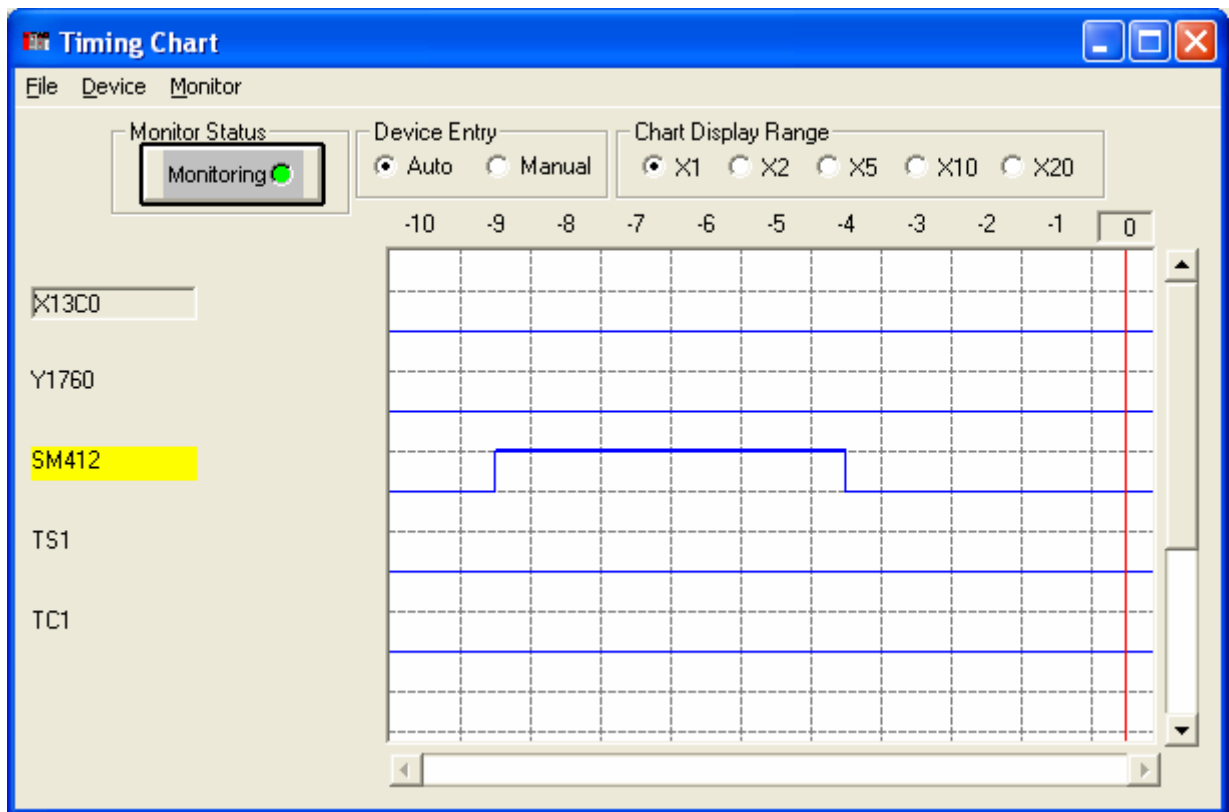 Timing Chart
File Device Monitor
Monitor Status Device Entry Chart Display Range
Monitoring Auto Manual X1 X2 X5 X10 X20
-10 -9 -8 -7 -6 -5 -4 -3 -2 -1 0
X13C0
Y1760
SM412
TS1
TC1